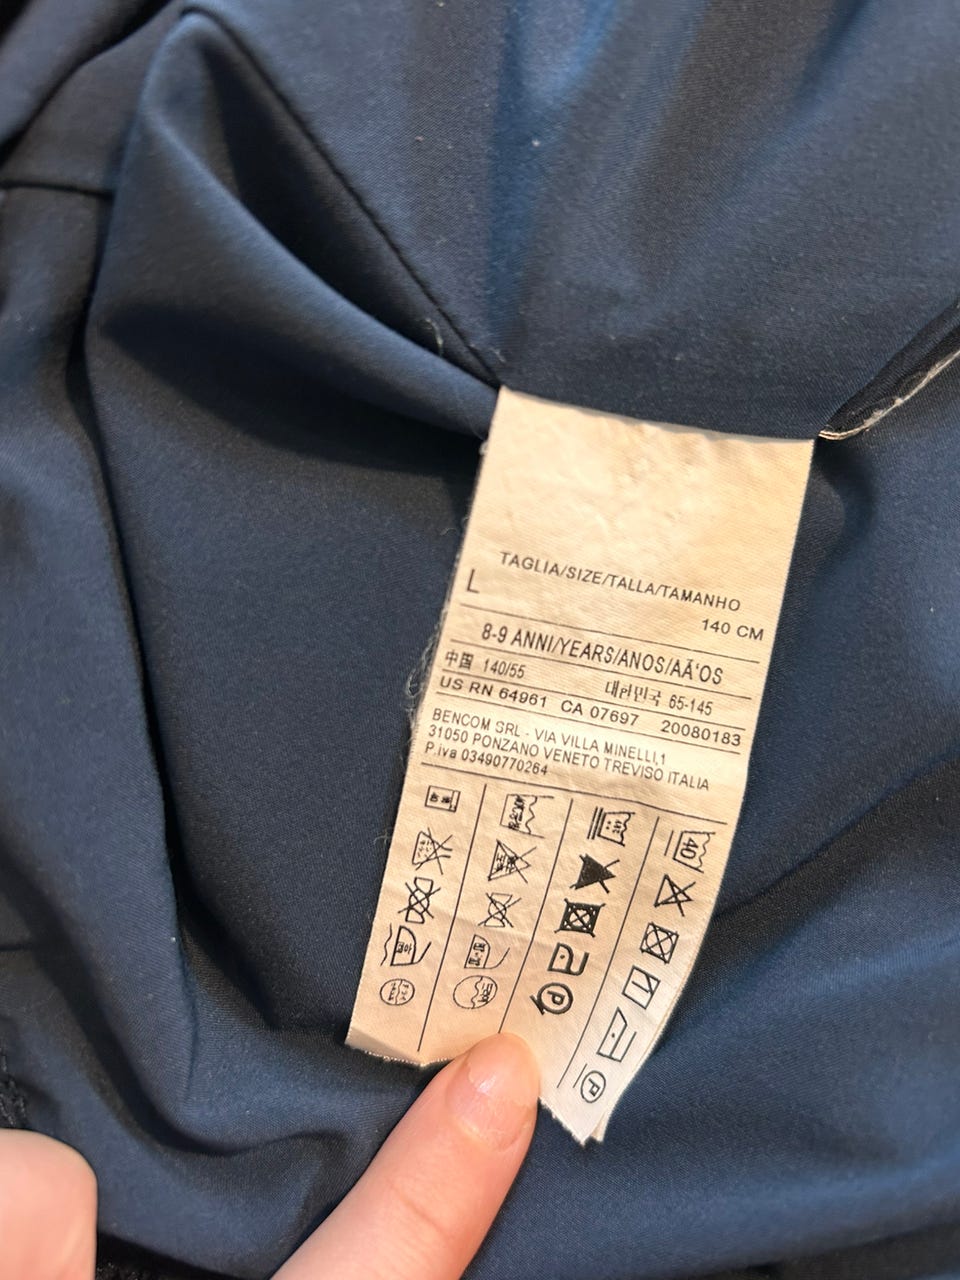 TAGLIA/SIZE/TALLA/TAMANHO
L
140 CM
8-9 ANNI/YEARS/ANOS/AÃ'OS
中国 140/55 대한민국 65-145
US RN 64961 CA 07697 20080183
BENCOM SRL - VIA VILLA MINELLI,1
31050 PONZANO VENETO TREVISO ITALIA
P.iva 03490770264
40
P
P